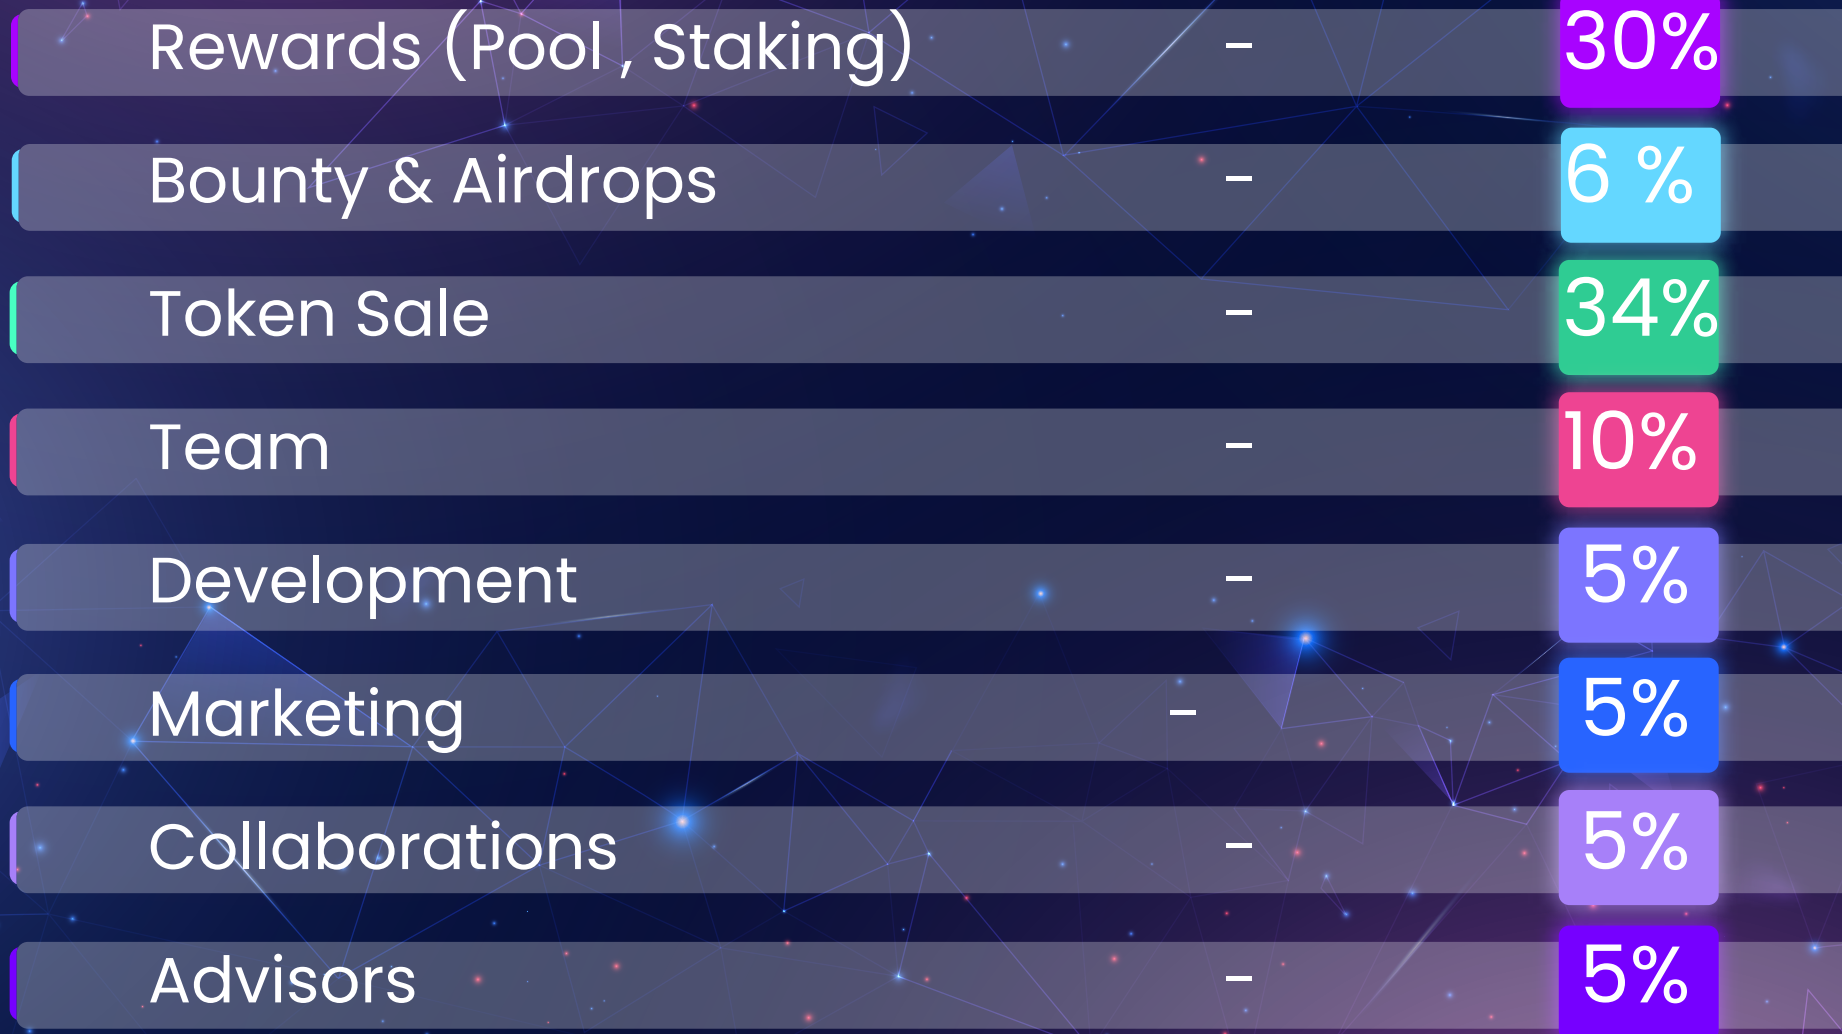 Rewards (Pool , Staking) – 30%
Bounty & Airdrops – 6 %
Token Sale – 34%
Team – 10%
Development – 5%
Marketing – 5%
Collaborations – 5%
Advisors – 5%